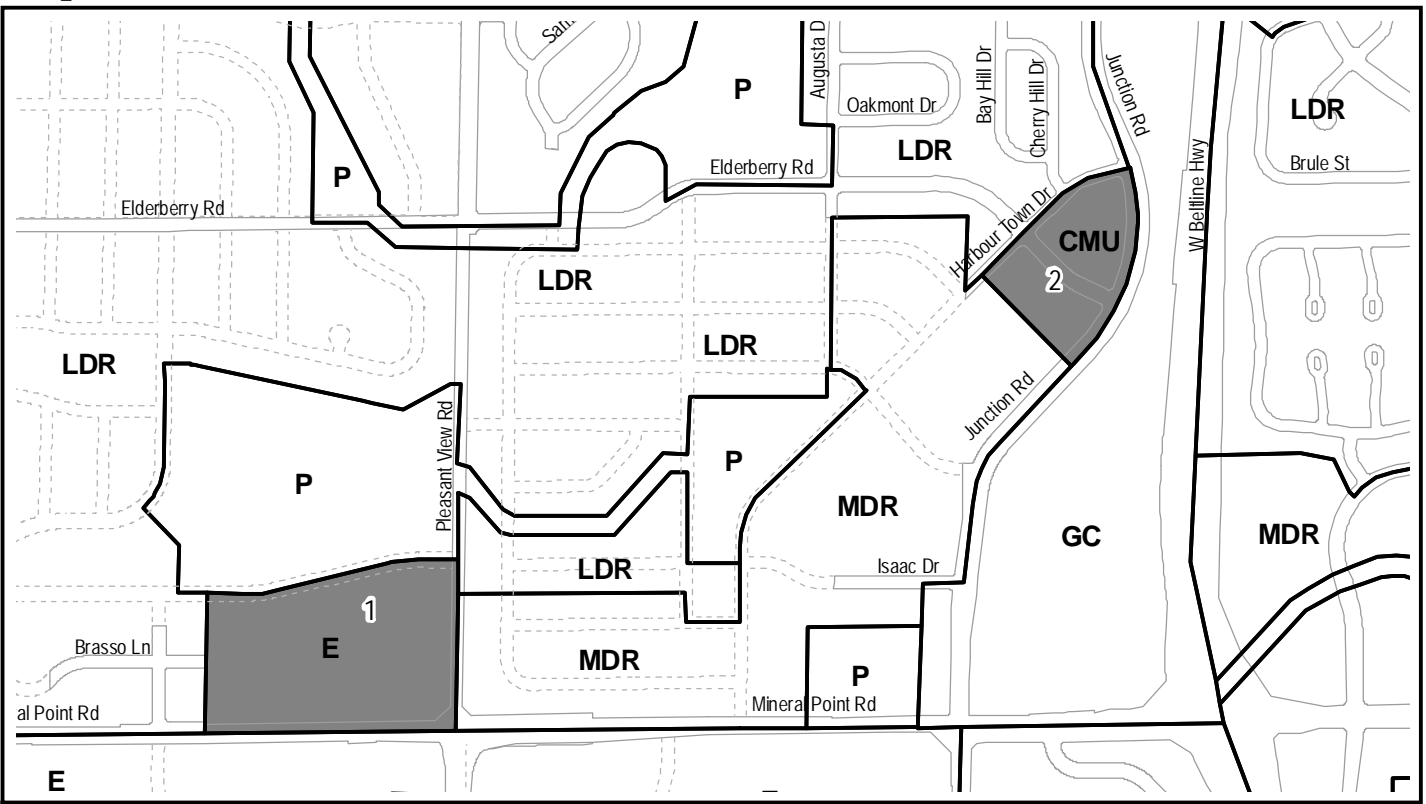 Augusta D
Bay Hill Dr
Cherry Hill Dr
Junction Rd
P
Oakmont Dr
LDR
W Beltline Hwy
LDR
Brule St
P
Elderberry Rd
Elderberry Rd
Harbour Town Dr
CMU
2
LDR
LDR
LDR
Pleasant View Rd
Junction Rd
P
P
MDR
GC
MDR
LDR
Isaac Dr
1
E
Brasso Ln
MDR
P
al Point Rd
Mineral Point Rd
E